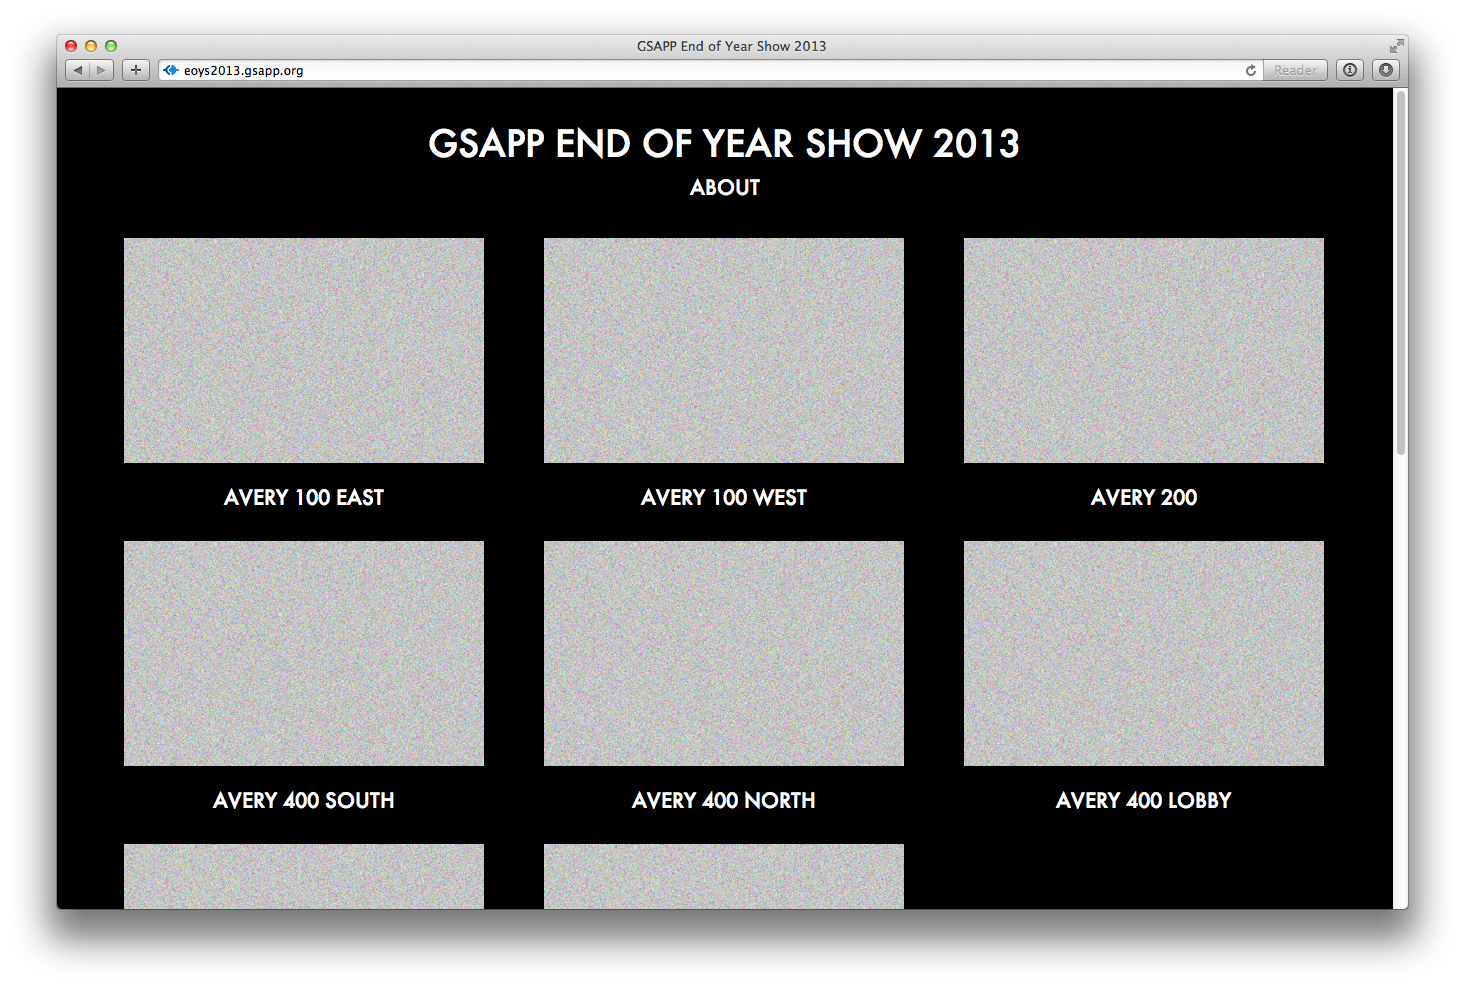 GSAPP End of Year Show 2013
eoys2013.gsapp.org
Reader
GSAPP END OF YEAR SHOW 2013
ABOUT
AVERY 100 EAST
AVERY 100 WEST
AVERY 200
AVERY 400 SOUTH
AVERY 400 NORTH
AVERY 400 LOBBY